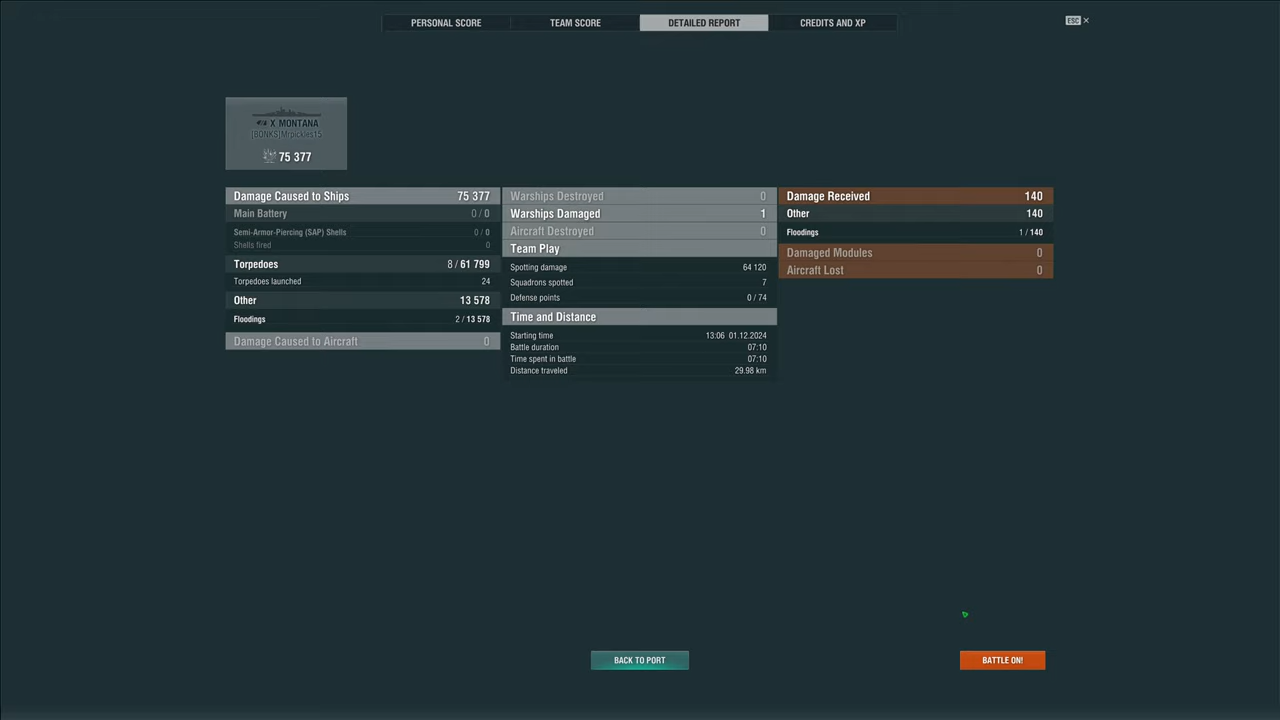 PERSONAL SCORE
TEAM SCORE
DETAILED REPORT
CREDITS AND XP
ESC ×
X MONTANA
[BONKS]Mrpickles15
75 377
Damage Caused to Ships 75 377
Main Battery 0 / 0
Semi-Armor-Piercing (SAP) Shells 0 / 0
Shells fired 0
Torpedoes 8 / 61 799
Torpedoes launched 24
Other 13 578
Floodings 2 / 13 578
Damage Caused to Aircraft 0
Warships Destroyed 0
Warships Damaged 1
Aircraft Destroyed 0
Team Play
Spotting damage 64 120
Squadrons spotted 7
Defense points 0 / 74
Time and Distance
Starting time 13:06 01.12.2024
Battle duration 07:10
Time spent in battle 07:10
Distance traveled 29.98 km
Damage Received 140
Other 140
Floodings 1 / 140
Damaged Modules 0
Aircraft Lost 0
BACK TO PORT
BATTLE ON!